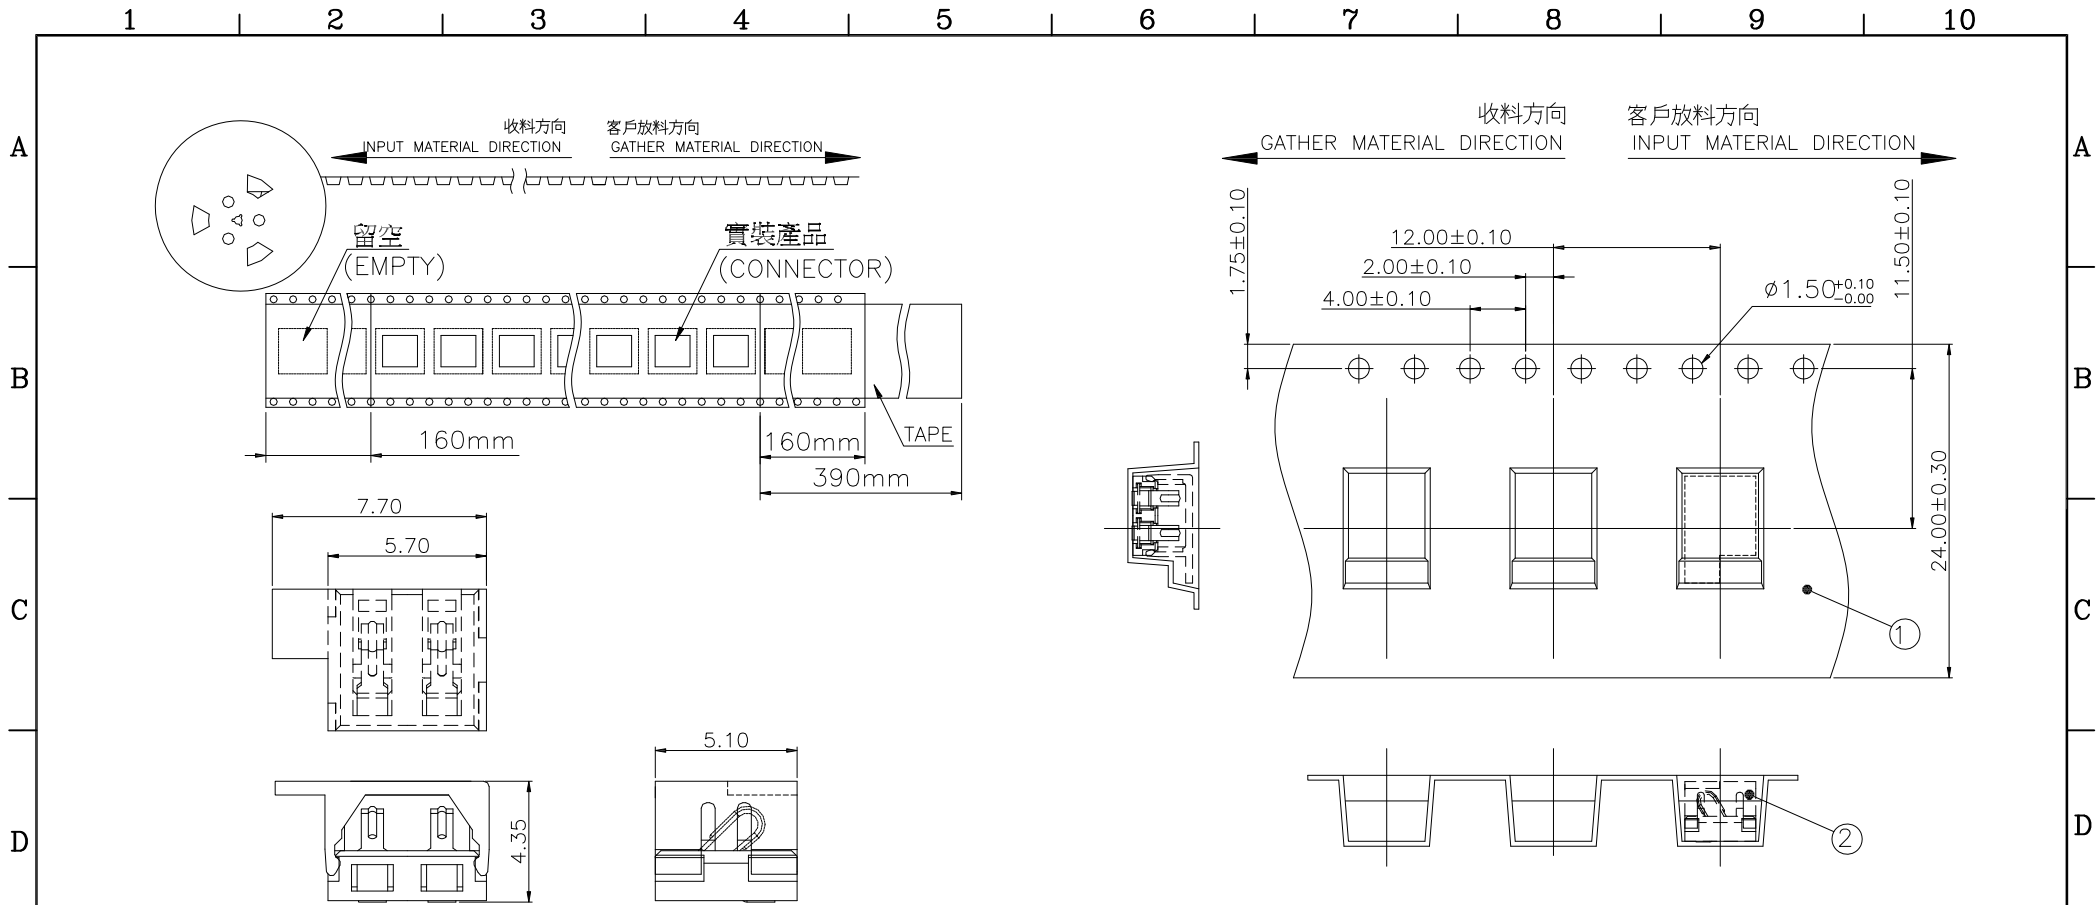 1 2 3 4 5 6 7 8 9 10
A
收料方向 客戶放料方向
INPUT MATERIAL DIRECTION GATHER MATERIAL DIRECTION
留空
(EMPTY)
實裝產品
(CONNECTOR)
160mm
160mm
TAPE
390mm
收料方向 客戶放料方向
GATHER MATERIAL DIRECTION INPUT MATERIAL DIRECTION
A
1.75±0.10
12.00±0.10
2.00±0.10
4.00±0.10
ø1.50+0.10-0.00
11.50±0.10
24.00±0.30
B
B
C
7.70
5.70
1
C
D
4.35
5.10
2
D